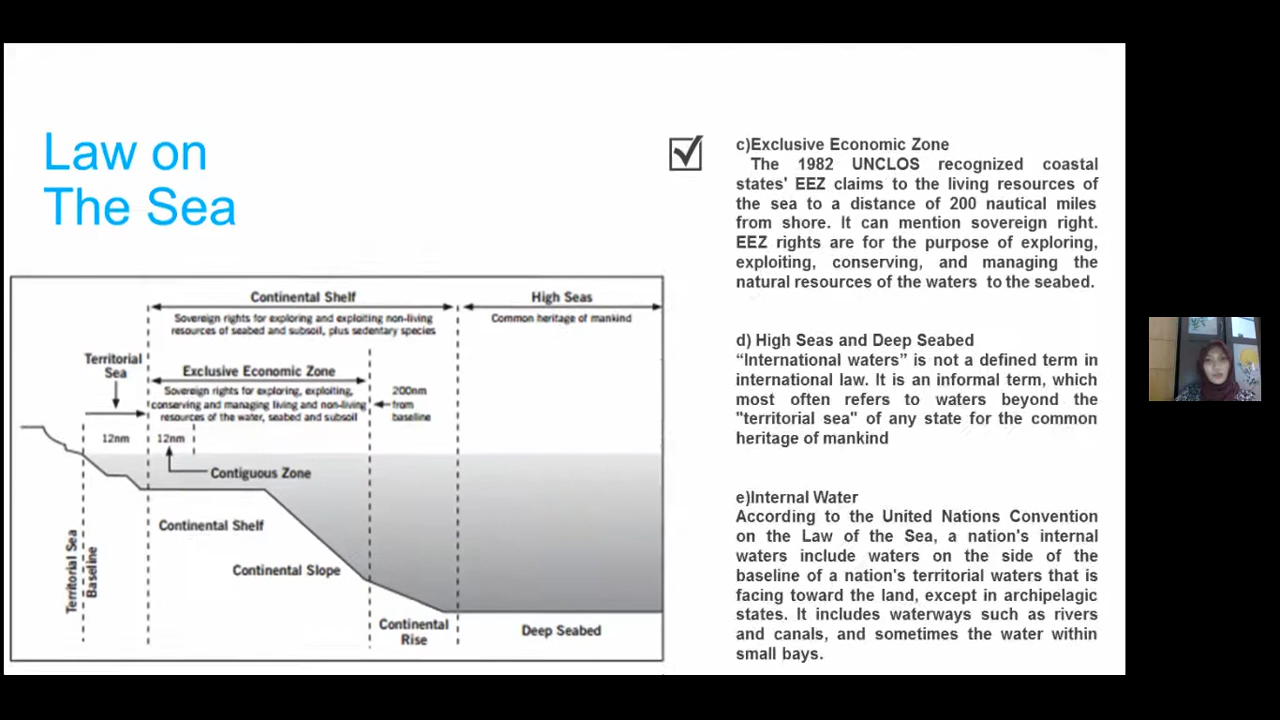 Law on
The Sea
Continental Shelf
Sovereign rights for exploring and exploiting non-living
resources of seabed and subsoil, plus sedentary species
High Seas
Common heritage of mankind
Territorial
Sea
Exclusive Economic Zone
Sovereign rights for exploring, exploiting,
conserving and managing living and non-living
resources of the water, seabed and subsoil
200nm
from
baseline
12nm
12nm
Contiguous Zone
Continental Shelf
Continental Slope
Territorial Sea
Baseline
Continental
Rise
Deep Seabed
c)Exclusive Economic Zone
The 1982 UNCLOS recognized coastal
states' EEZ claims to the living resources of
the sea to a distance of 200 nautical miles
from shore. It can mention sovereign right.
EEZ rights are for the purpose of exploring,
exploiting, conserving, and managing the
natural resources of the waters to the seabed.
d) High Seas and Deep Seabed
“International waters” is not a defined term in
international law. It is an informal term, which
most often refers to waters beyond the
"territorial sea" of any state for the common
heritage of mankind
e)Internal Water
According to the United Nations Convention
on the Law of the Sea, a nation's internal
waters include waters on the side of the
baseline of a nation's territorial waters that is
facing toward the land, except in archipelagic
states. It includes waterways such as rivers
and canals, and sometimes the water within
small bays.